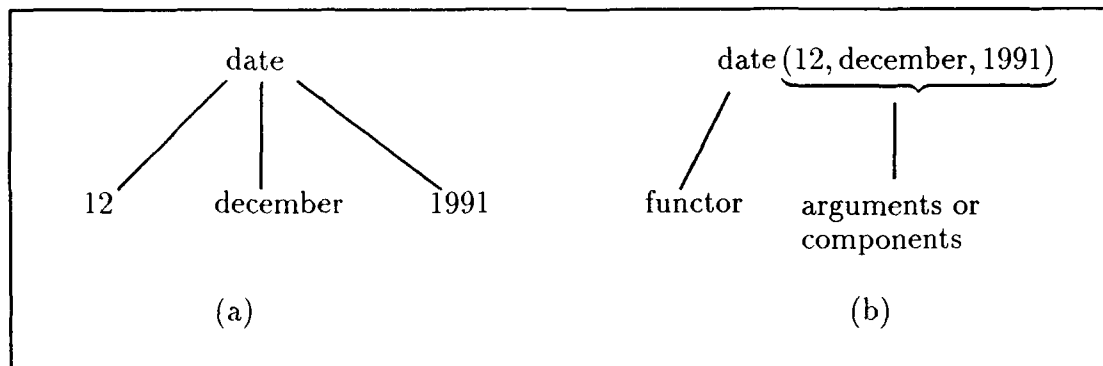 date
12 december 1991
(a)
date(12, december, 1991)
functor
arguments or
components
(b)